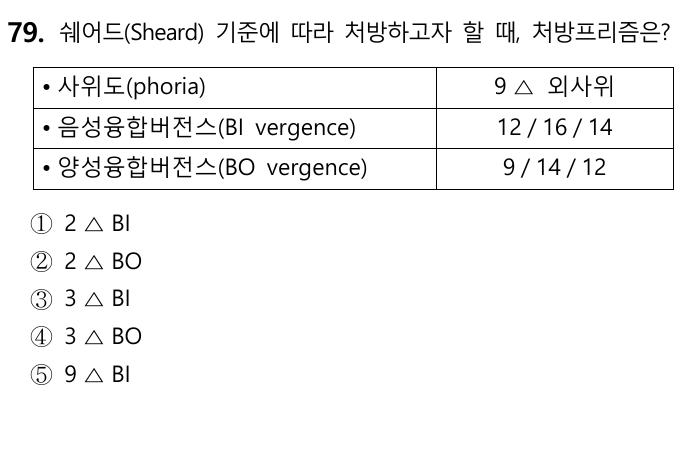 79. 쉐어드(Sheard) 기준에 따라 처방하고자 할 때, 처방프리즘은?
• 사위도(phoria) 9 △ 외사위
• 음성융합버전스(BI vergence) 12 / 16 / 14
• 양성융합버전스(BO vergence) 9 / 14 / 12
① 2 △ BI
② 2 △ BO
③ 3 △ BI
④ 3 △ BO
⑤ 9 △ BI